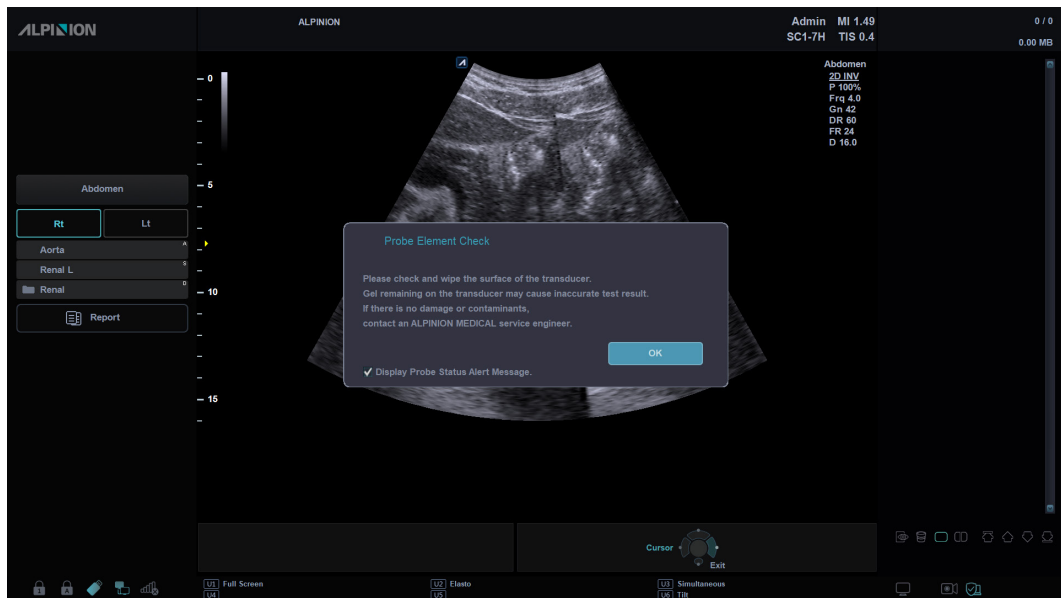 ALPINION
ALPINION
Admin MI 1.49
SC1-7H TIS 0.4
0 / 0
0.00 MB
Abdomen
2D INV
P 100%
Frq 4.0
Gn 42
DR 60
FR 24
D 16.0
0
5
10
15
Abdomen
Rt Lt
Aorta A
Renal L S
Renal D
Report
Probe Element Check
Please check and wipe the surface of the transducer.
Gel remaining on the transducer may cause inaccurate test result.
If there is no damage or contaminants,
contact an ALPINION MEDICAL service engineer.
OK
Display Probe Status Alert Message.
Cursor
Exit
U1 Full Screen U2 Elasto U3 Simultaneous
U4 U5 U6 Tilt